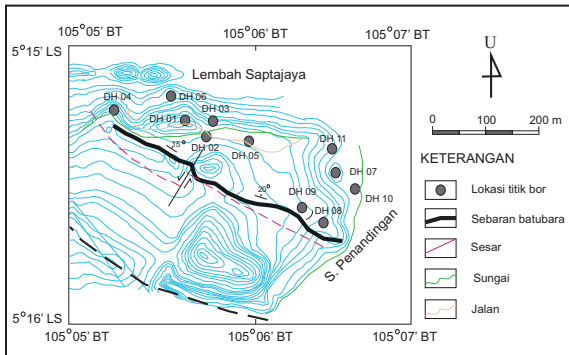 105°05' BT 105°06' BT 105°07' BT
5°15' LS
Lembah Saptajaya
DH 04 DH 06
DH 01 DH 03
DH 02 DH 05 DH 11
15°
DH 07
20° DH 09 DH 10
DH 08
S. Penandingan
5°16' LS
105°05' BT 105°06' BT 105°07' BT
U
0 100 200 m
KETERANGAN
Lokasi titik bor
Sebaran batubara
Sesar
Sungai
Jalan